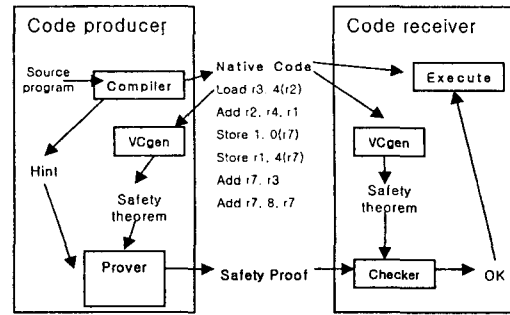 Code producer
Code receiver
Source
program
Compiler
Native Code
Load r3, 4(r2)
Add r2, r4, r1
Store 1, 0(r7)
Store r1, 4(r7)
Add r7, r3
Add r7, 8, r7
Execute
VCgen
VCgen
Hint
Safety
theorem
Safety
theorem
Prover
Safety Proof
Checker
OK